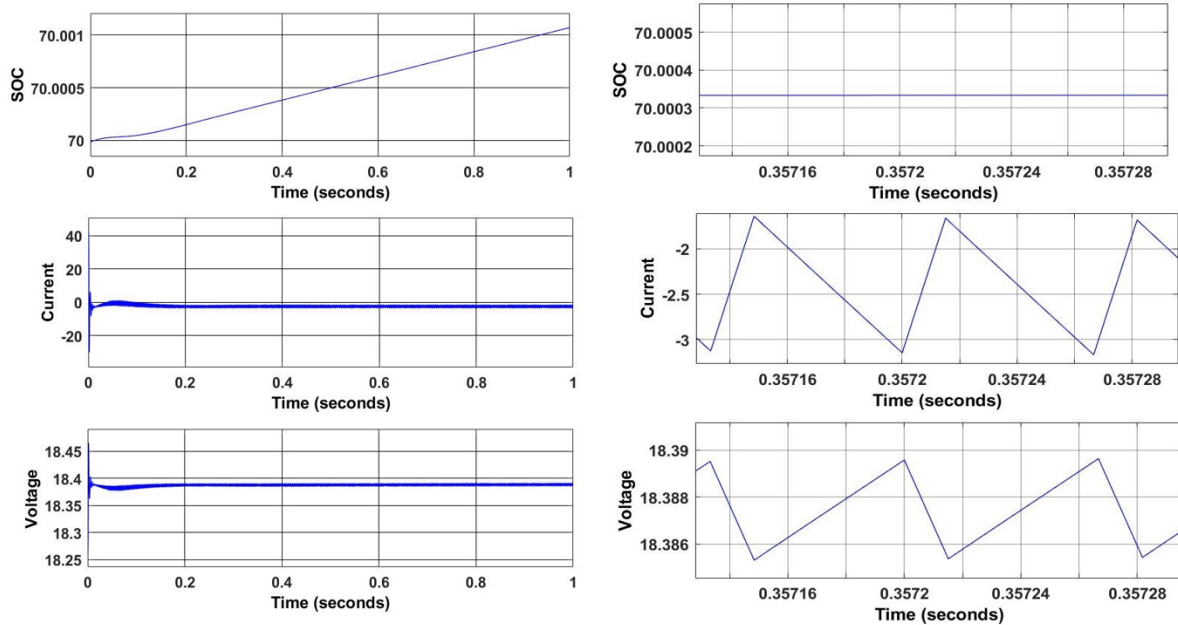 SOC
70.001
70.0005
70
0 0.2 0.4 0.6 0.8 1
Time (seconds)
Current
40
20
0
-20
0 0.2 0.4 0.6 0.8 1
Time (seconds)
Voltage
18.45
18.4
18.35
18.3
18.25
0 0.2 0.4 0.6 0.8 1
Time (seconds)
SOC
70.0005
70.0004
70.0003
70.0002
0.35716 0.3572 0.35724 0.35728
Time (seconds)
Current
-2
-2.5
-3
0.35716 0.3572 0.35724 0.35728
Time (seconds)
Voltage
18.39
18.388
18.386
0.35716 0.3572 0.35724 0.35728
Time (seconds)